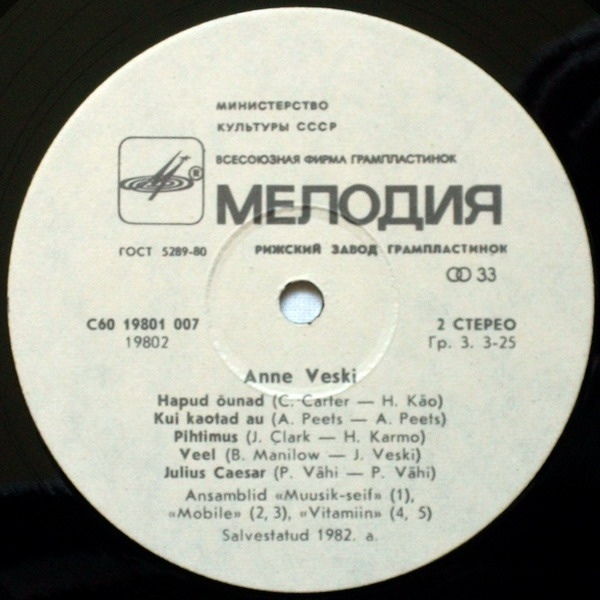 МИНИСТЕРСТВО
КУЛЬТУРЫ СССР
ВСЕСОЮЗНАЯ ФИРМА ГРАМПЛАСТИНОК
®
МЕЛОДИЯ
ГОСТ 5289-80 РИЖСКИЙ ЗАВОД ГРАМПЛАСТИНОК
33
С60 19801 007 2 СТЕРЕО
19802 Гр. 3. 3-25
Anne Veski
Hapud õunad (C. Carter — H. Käo)
Kui kaotad au (A. Peets — A. Peets)
Pihtimus (J. Clark — H. Karmo)
Veel (B. Manilow — J. Veski)
Julius Caesar (P. Vähi — P. Vähi)
Ansamblid «Muusik-seif» (1),
«Mobile» (2, 3), «Vitamiin» (4, 5)
Salvestatud 1982. a.